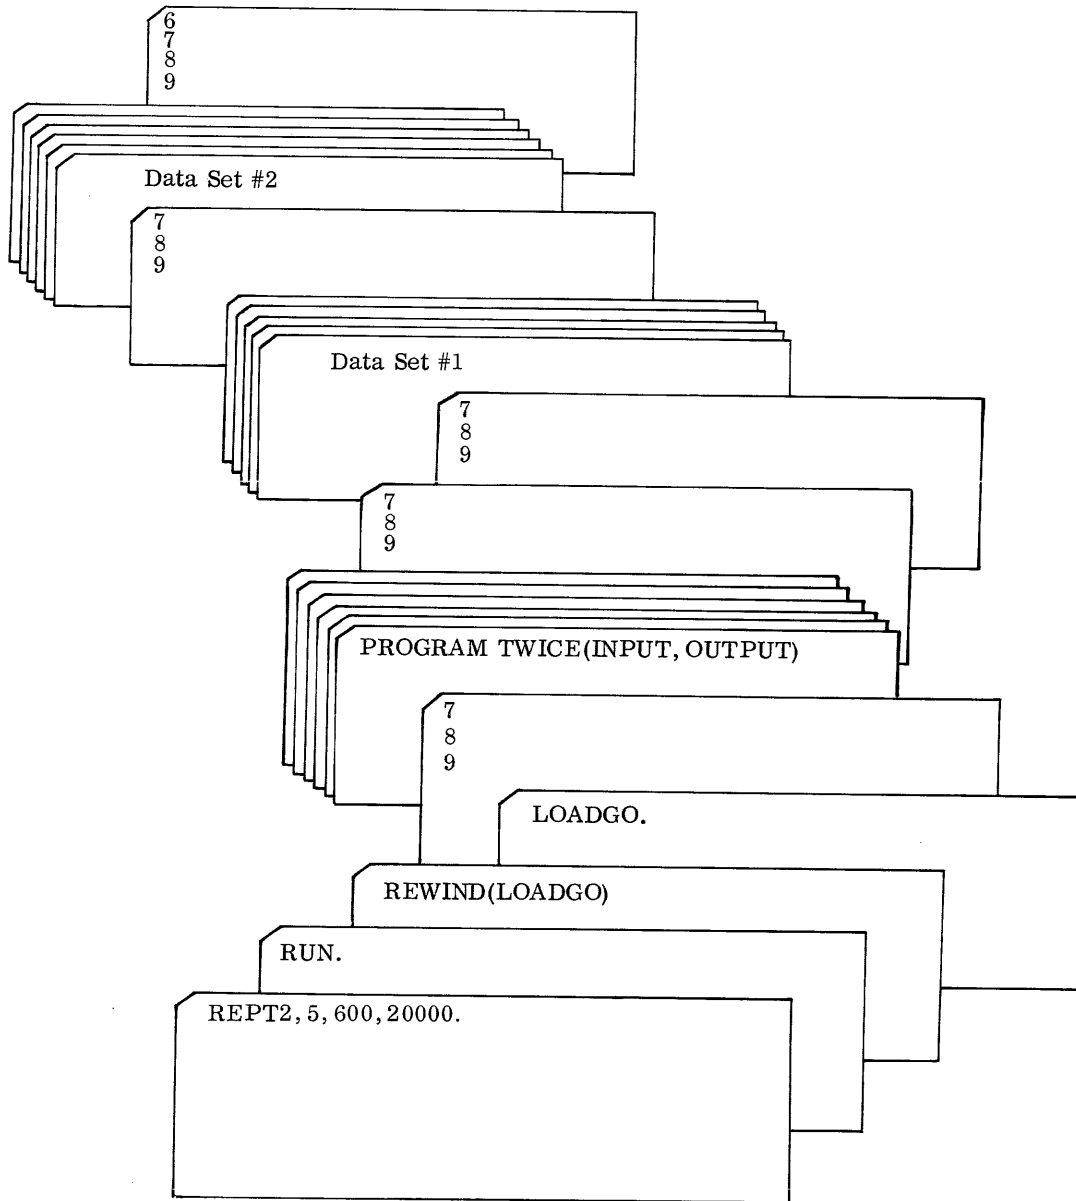 6
7
8
9
Data Set #2
7
8
9
Data Set #1
7
8
9
7
8
9
PROGRAM TWICE(INPUT, OUTPUT)
7
8
9
LOADGO.
REWIND(LOADGO)
RUN.
REPT2, 5, 600, 20000.